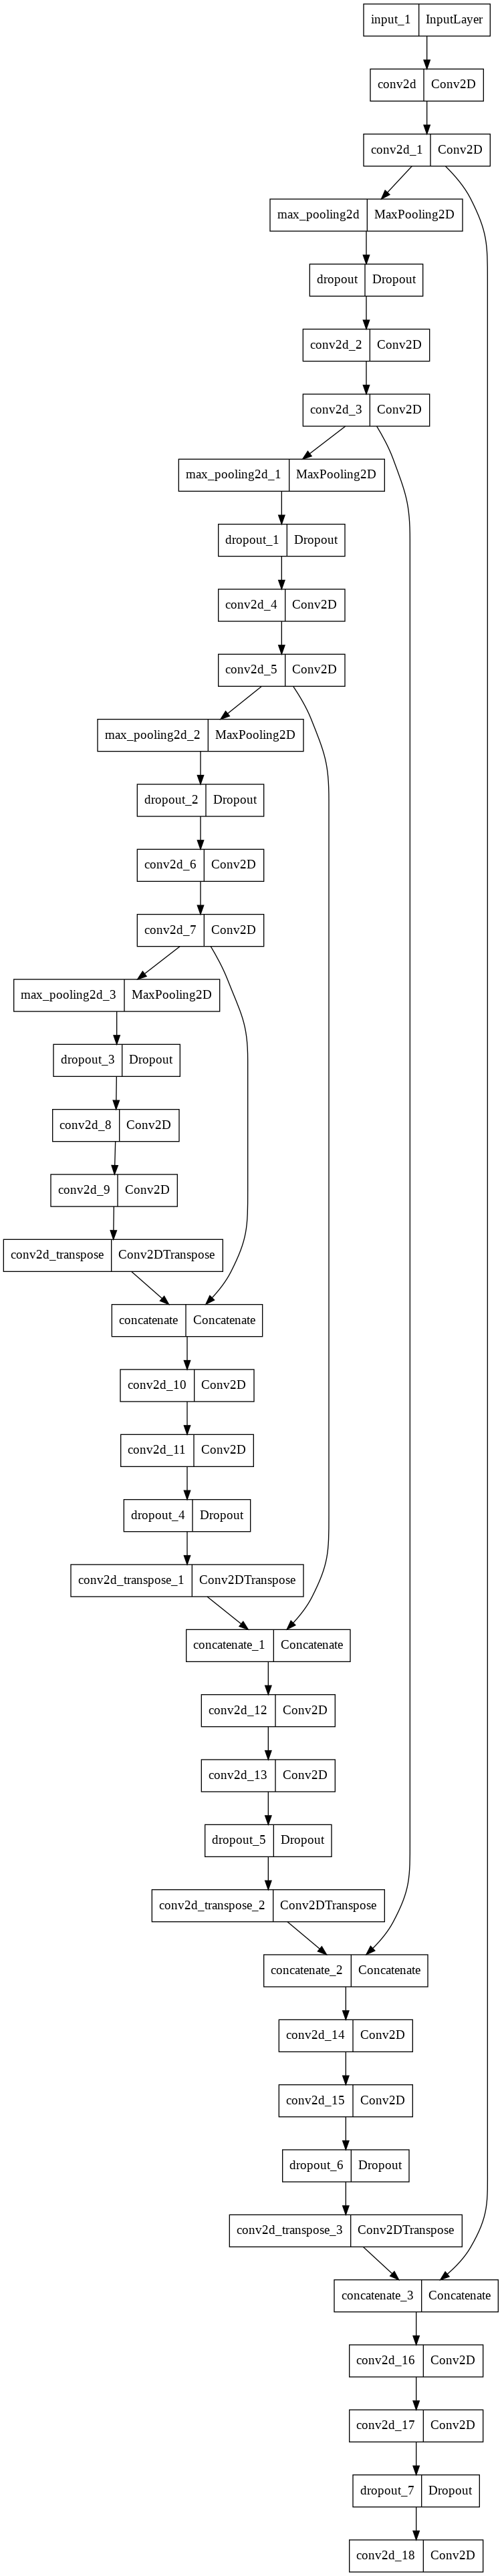 input_1 InputLayer
conv2d Conv2D
conv2d_1 Conv2D
max_pooling2d MaxPooling2D
dropout Dropout
conv2d_2 Conv2D
conv2d_3 Conv2D
max_pooling2d_1 MaxPooling2D
dropout_1 Dropout
conv2d_4 Conv2D
conv2d_5 Conv2D
max_pooling2d_2 MaxPooling2D
dropout_2 Dropout
conv2d_6 Conv2D
conv2d_7 Conv2D
max_pooling2d_3 MaxPooling2D
dropout_3 Dropout
conv2d_8 Conv2D
conv2d_9 Conv2D
conv2d_transpose Conv2DTranspose
concatenate Concatenate
conv2d_10 Conv2D
conv2d_11 Conv2D
dropout_4 Dropout
conv2d_transpose_1 Conv2DTranspose
concatenate_1 Concatenate
conv2d_12 Conv2D
conv2d_13 Conv2D
dropout_5 Dropout
conv2d_transpose_2 Conv2DTranspose
concatenate_2 Concatenate
conv2d_14 Conv2D
conv2d_15 Conv2D
dropout_6 Dropout
conv2d_transpose_3 Conv2DTranspose
concatenate_3 Concatenate
conv2d_16 Conv2D
conv2d_17 Conv2D
dropout_7 Dropout
conv2d_18 Conv2D